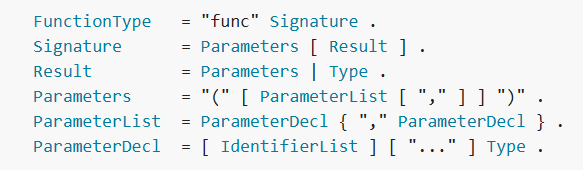 FunctionType   = "func" Signature .
Signature      = Parameters [ Result ] .
Result         = Parameters | Type .
Parameters     = "(" [ ParameterList [ "," ] ] ")" .
ParameterList  = ParameterDecl { "," ParameterDecl } .
ParameterDecl  = [ IdentifierList ] [ "..." ] Type .